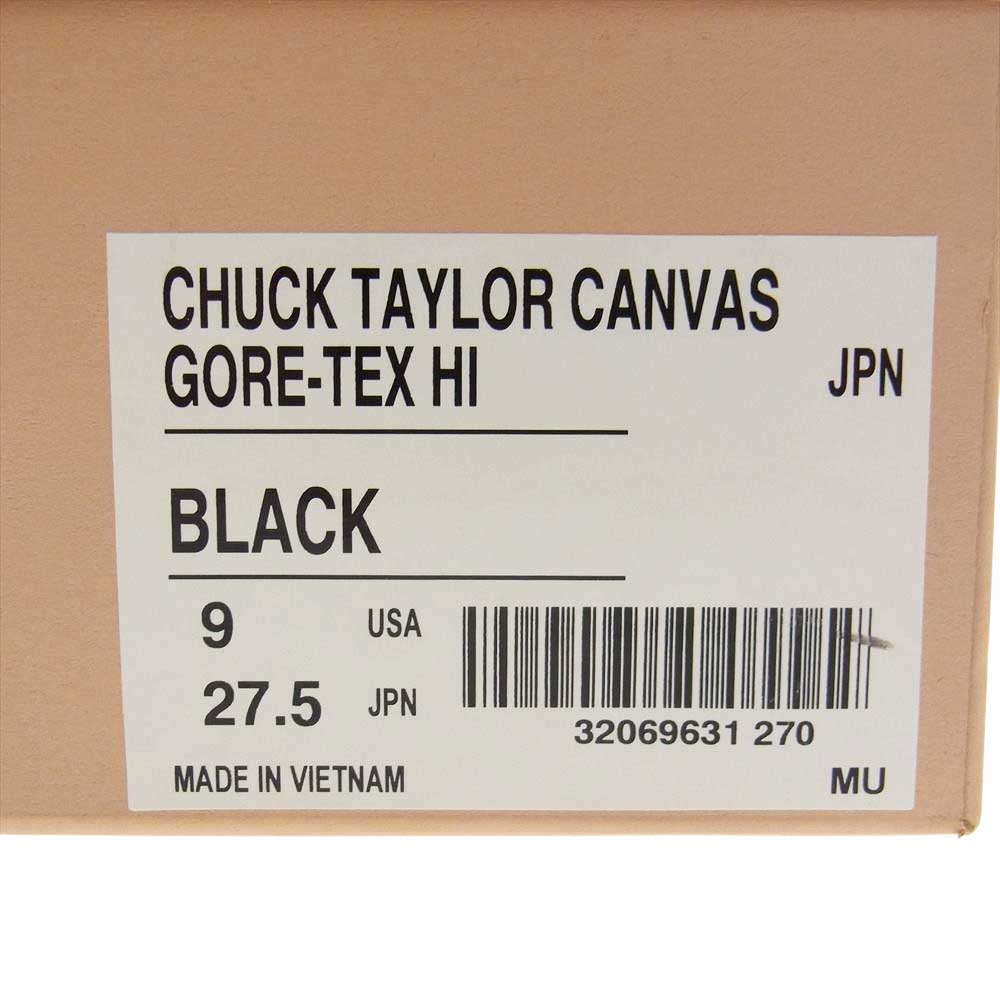 CHUCK TAYLOR CANVAS
GORE-TEX HI
JPN
BLACK
9 USA
27.5 JPN
32069631 270
MADE IN VIETNAM
MU